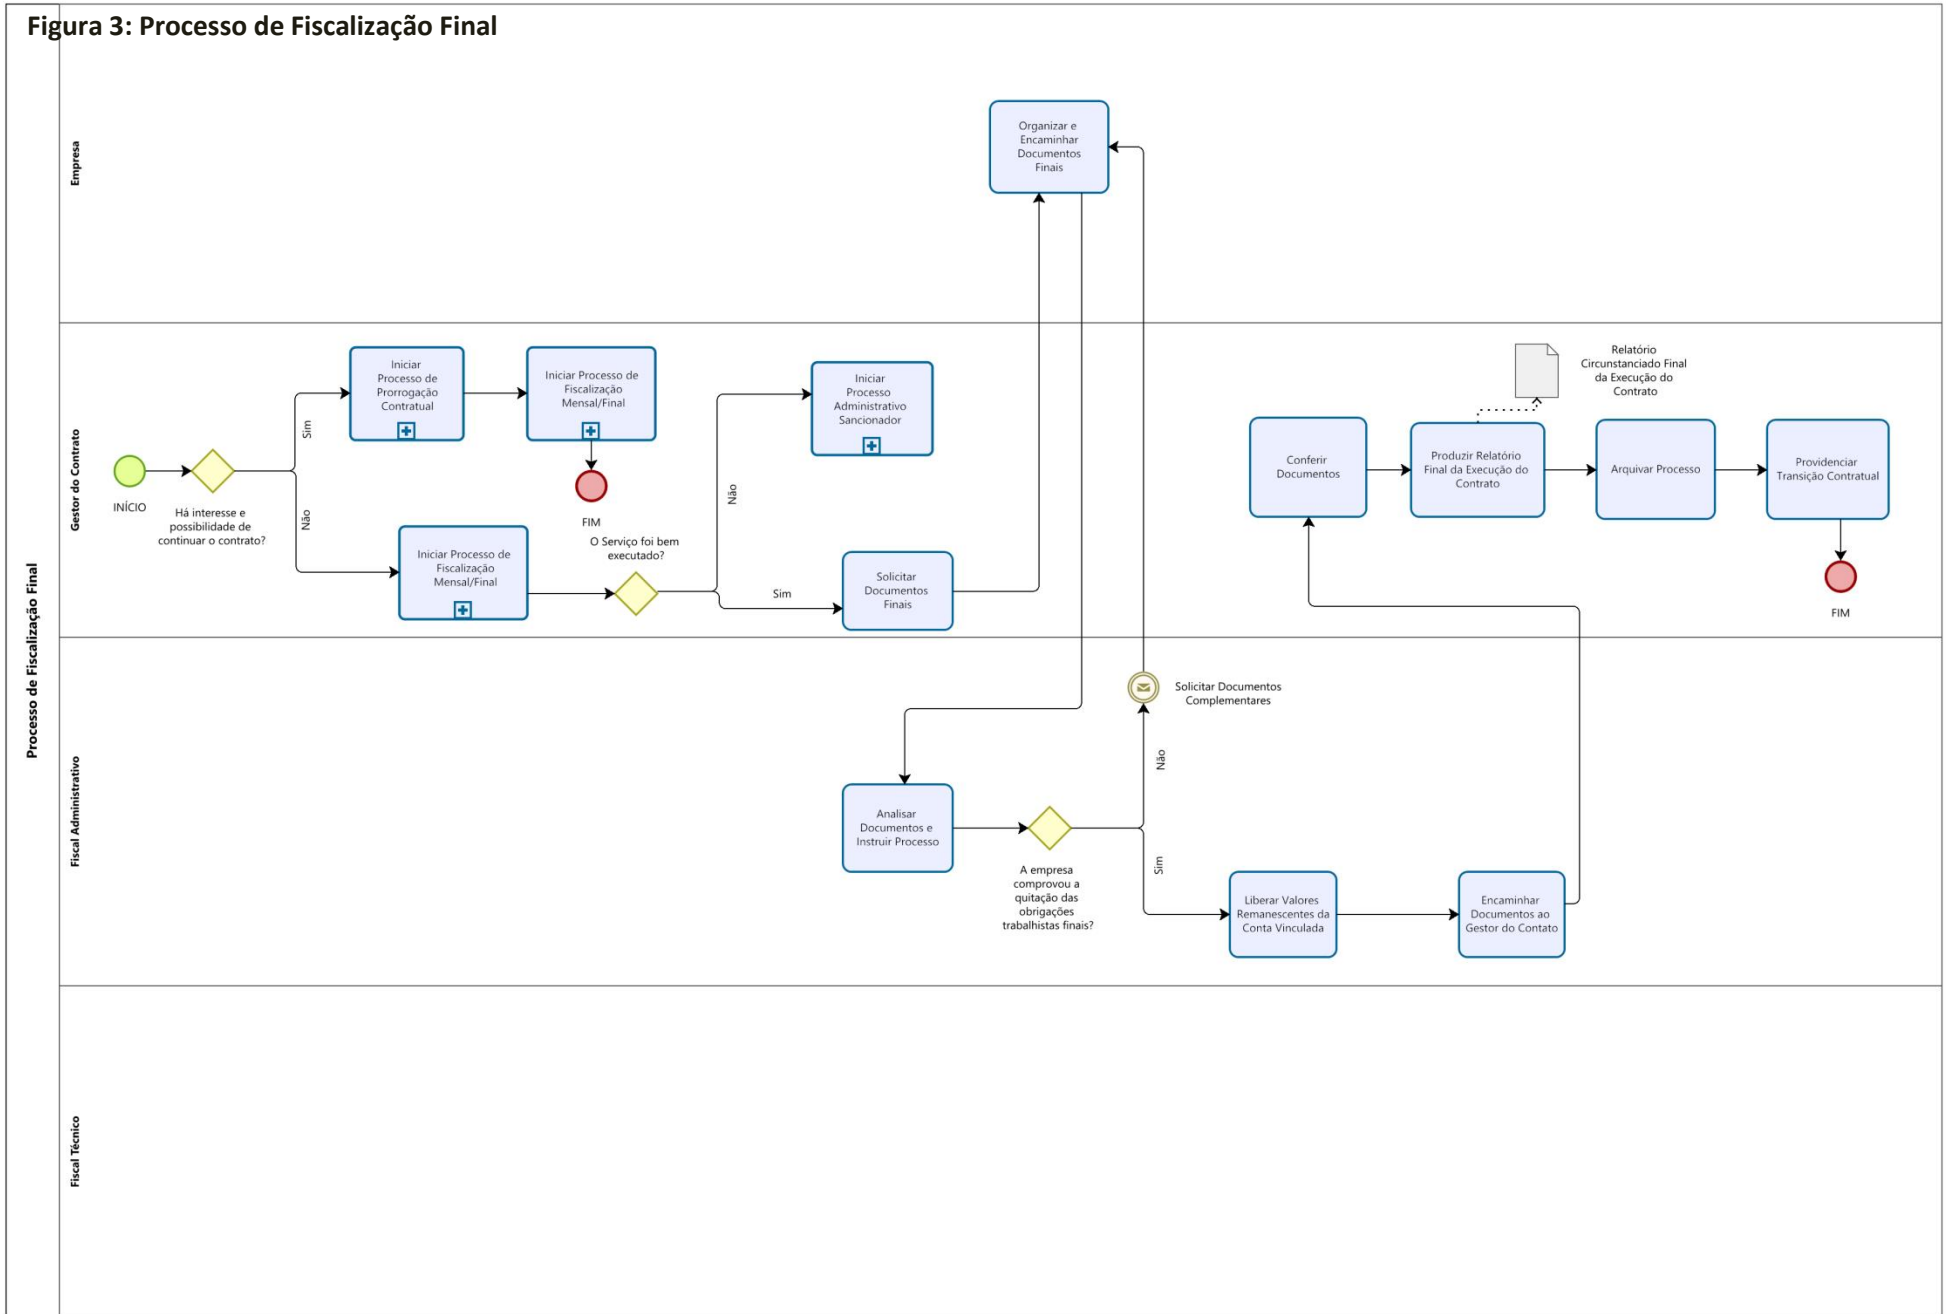 Figura 3: Processo de Fiscalização Final
Processo de Fiscalização Final
Empresa
Organizar e
Encaminhar
Documentos
Finais
Gestor do Contrato
INÍCIO
Há interesse e
possibilidade de
continuar o contrato?
Sim
Não
Iniciar
Processo de
Prorrogação
Contratual
Iniciar Processo de
Fiscalização
Mensal/Final
FIM
Iniciar Processo de
Fiscalização
Mensal/Final
O Serviço foi bem
executado?
Não
Sim
Iniciar
Processo
Administrativo
Sancionador
Solicitar
Documentos
Finais
Conferir
Documentos
Produzir Relatório
Final da Execução do
Contrato
Relatório
Circunstanciado Final
da Execução do
Contrato
Arquivar Processo
Providenciar
Transição Contratual
FIM
Fiscal Administrativo
Solicitar Documentos
Complementares
Analisar
Documentos e
Instruir Processo
A empresa
comprovou a
quitação das
obrigações
trabalhistas finais?
Não
Sim
Liberar Valores
Remanescentes da
Conta Vinculada
Encaminhar
Documentos ao
Gestor do Contato
Fiscal Técnico